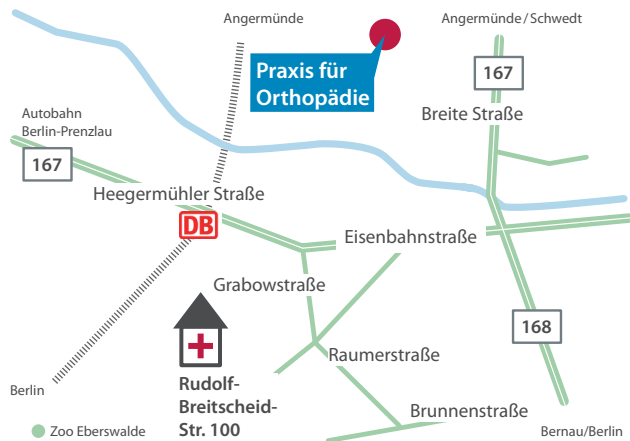 Angermünde
Angermünde/Schwedt
Praxis für
Orthopädie
167
Breite Straße
Autobahn
Berlin-Prenzlau
167
Heegermühler Straße
DB
Eisenbahnstraße
Grabowstraße
168
Raumerstraße
Rudolf-
Breitscheid-
Str. 100
Berlin
Brunnenstraße
Zoo Eberswalde
Bernau/Berlin